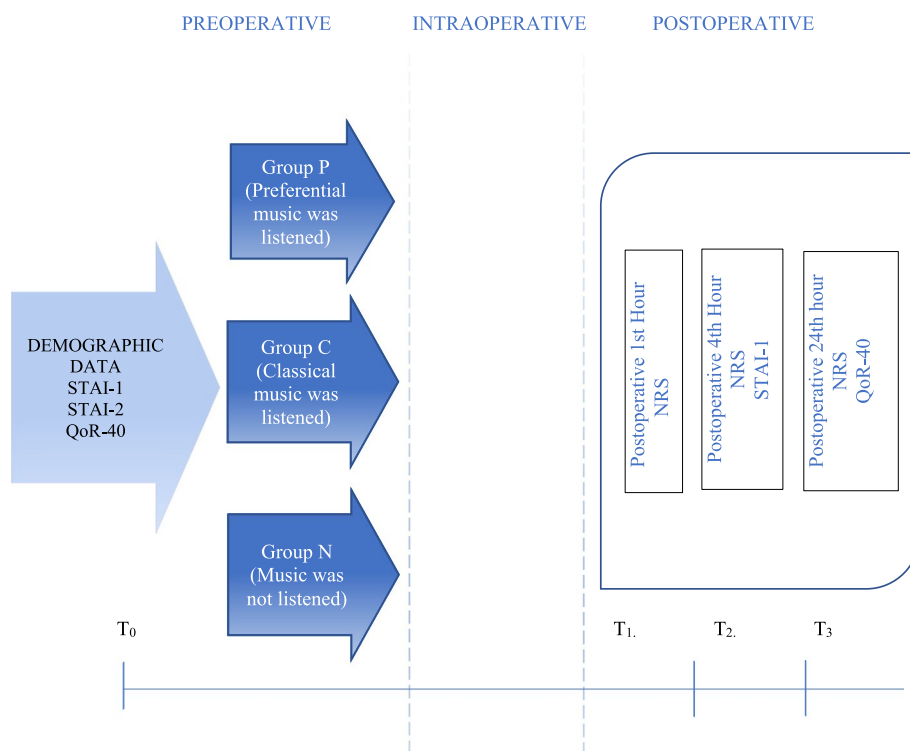 PREOPERATIVE
INTRAOPERATIVE
POSTOPERATIVE
DEMOGRAPHIC
DATA
STAI-1
STAI-2
QoR-40
Group P
(Preferential
music was
listened)
Group C
(Classical
music was
listened)
Group N
(Music was
not listened)
Postoperative 1st Hour
NRS
Postoperative 4th Hour
NRS
STAI-1
Postoperative 24th hour
NRS
QoR-40
T0
T1.
T2.
T3